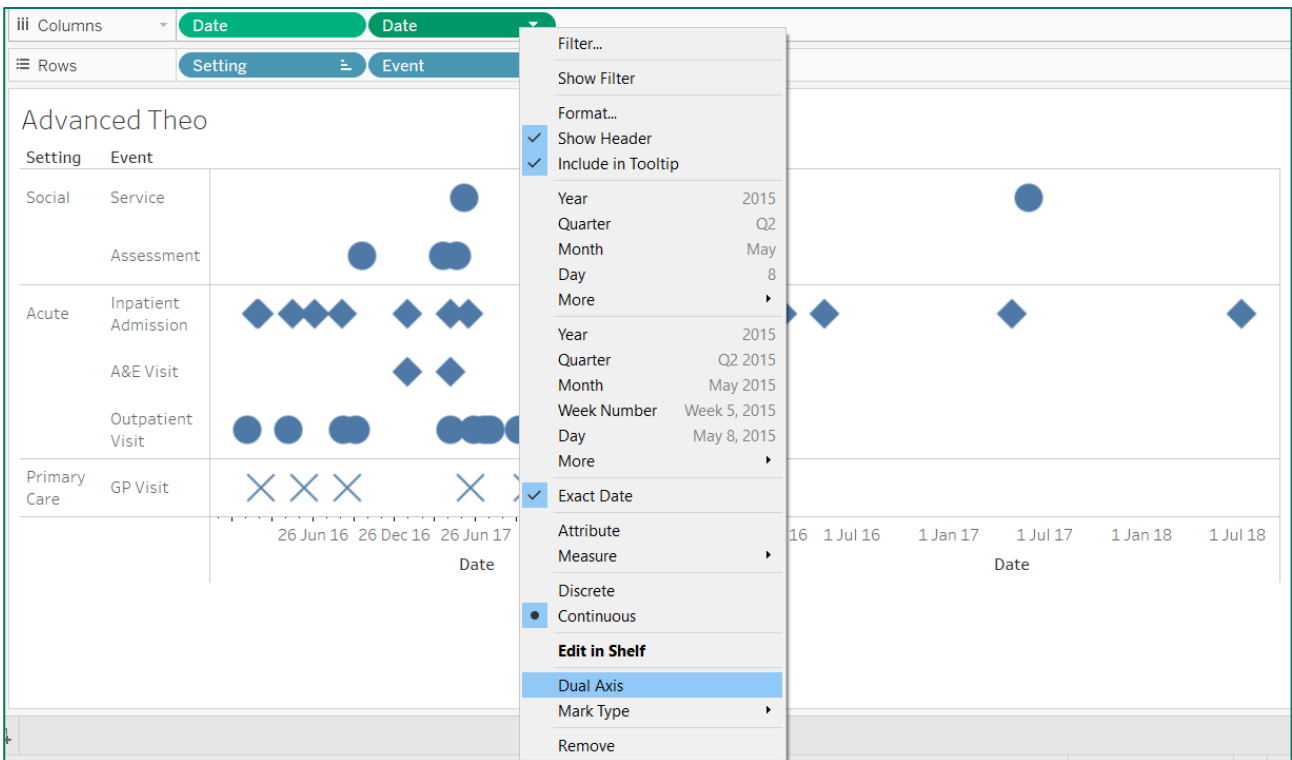 iii Columns Date Date
Rows Setting Event
Advanced Theo
Setting Event
Social Service
Assessment
Acute Inpatient
Admission
A&E Visit
Outpatient
Visit
Primary
Care
GP Visit
26 Jun 16 26 Dec 16 26 Jun 17
16 1 Jul 16 1 Jan 17 1 Jul 17 1 Jan 18 1 Jul 18
Date
Date
Filter...
Show Filter
Format...
Show Header
Include in Tooltip
Year 2015
Quarter Q2
Month May
Day 8
More
Year 2015
Quarter Q2 2015
Month May 2015
Week Number Week 5, 2015
Day May 8, 2015
More
Exact Date
Attribute
Measure
Discrete
Continuous
Edit in Shelf
Dual Axis
Mark Type
Remove